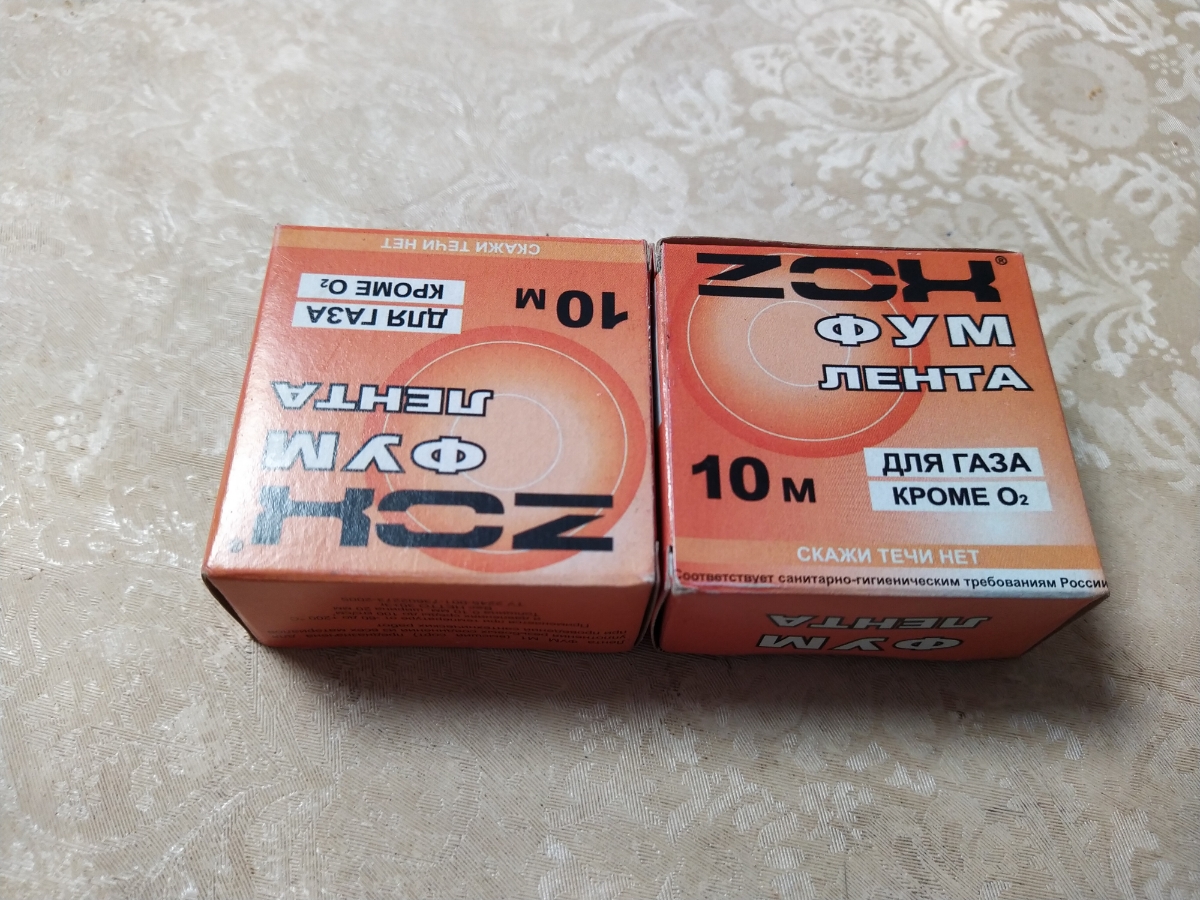 СКАЖИ ТЕЧИ НЕТ
10 м
ДЛЯ ГАЗА
КРОМЕ O₂
ЛЕНТА
ФУМ
ZOX®
ZOX®
ФУМ
ЛЕНТА
10 м
ДЛЯ ГАЗА
КРОМЕ O₂
СКАЖИ ТЕЧИ НЕТ
Соответствует санитарно-гигиеническим требованиям России
ФУМ
ЛЕНТА